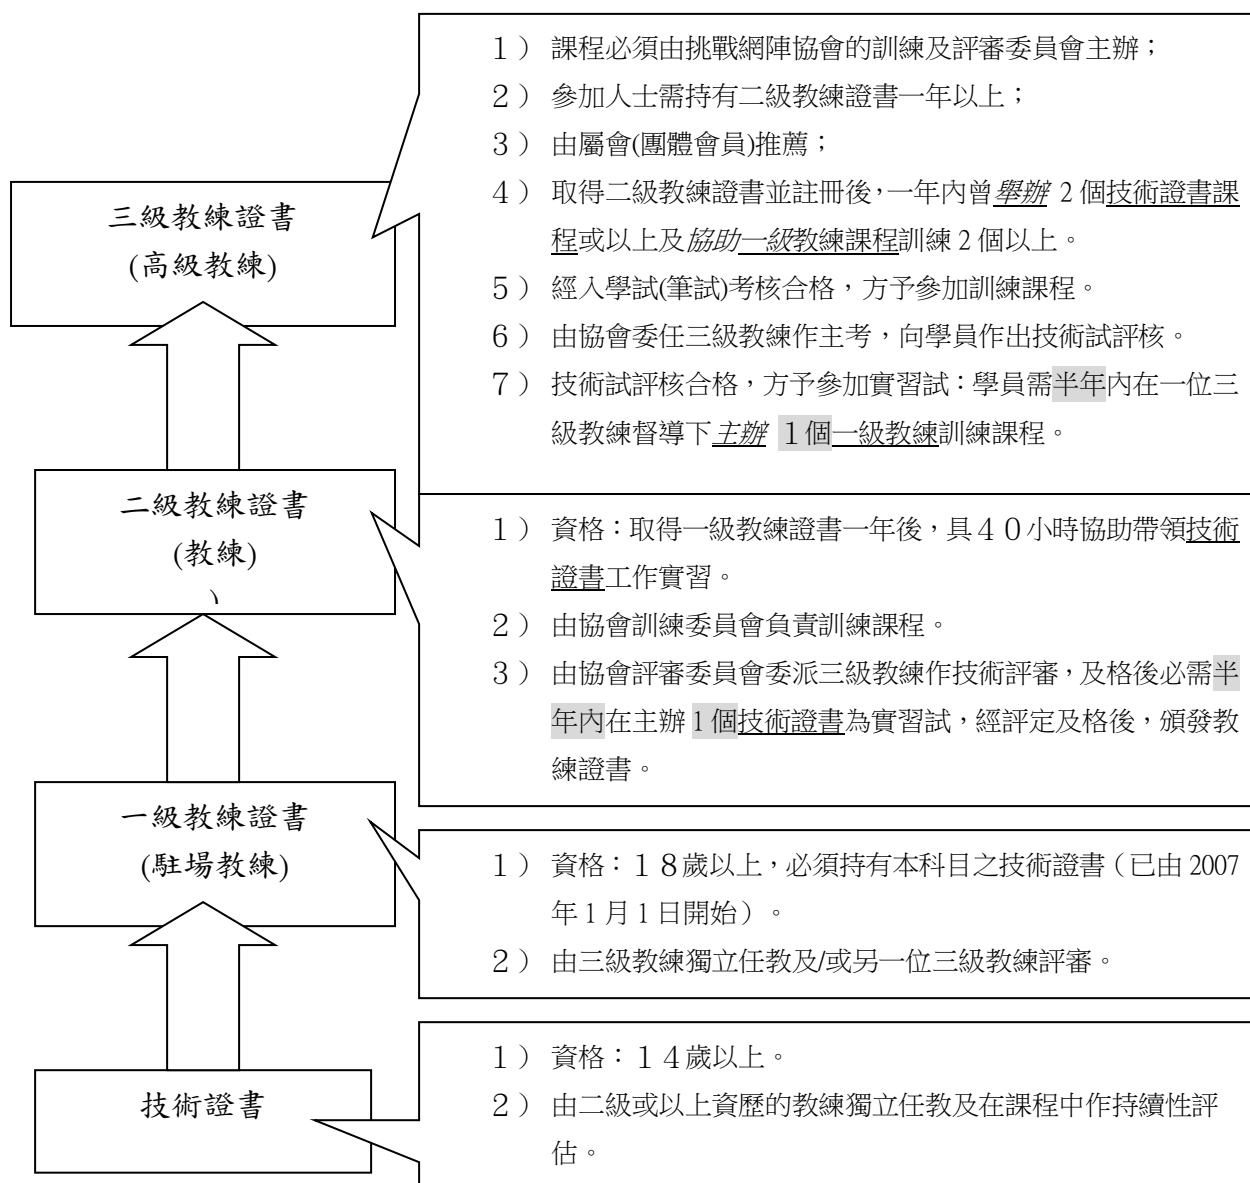 1） 課程必須由挑戰網陣協會的訓練及評審委員會主辦；
2） 參加人士需持有二級教練證書一年以上；
3） 由屬會(團體會員)推薦；
4） 取得二級教練證書並註冊後，一年內曾舉辦 2 個技術證書課
程或以上及協助一級教練課程訓練 2 個以上。
5） 經入學試(筆試)考核合格，方予參加訓練課程。
6） 由協會委任三級教練作主考，向學員作出技術試評核。
7） 技術試評核合格，方予參加實習試：學員需半年內在一位三
級教練督導下主辦 1個一級教練訓練課程。
三級教練證書
(高級教練)
1） 資格：取得一級教練證書一年後，具40小時協助帶領技術
證書工作實習。
2） 由協會訓練委員會負責訓練課程。
3） 由協會評審委員會委派三級教練作技術評審，及格後必需半
年內在主辦 1 個技術證書為實習試，經評定及格後，頒發教
練證書。
二級教練證書
(教練)
)
1） 資格：18歲以上，必須持有本科目之技術證書（已由 2007
年 1 月 1 日開始）。
2） 由三級教練獨立任教及/或另一位三級教練評審。
一級教練證書
(駐場教練)
1） 資格：14歲以上。
2） 由二級或以上資歷的教練獨立任教及在課程中作持續性評
估。
技術證書